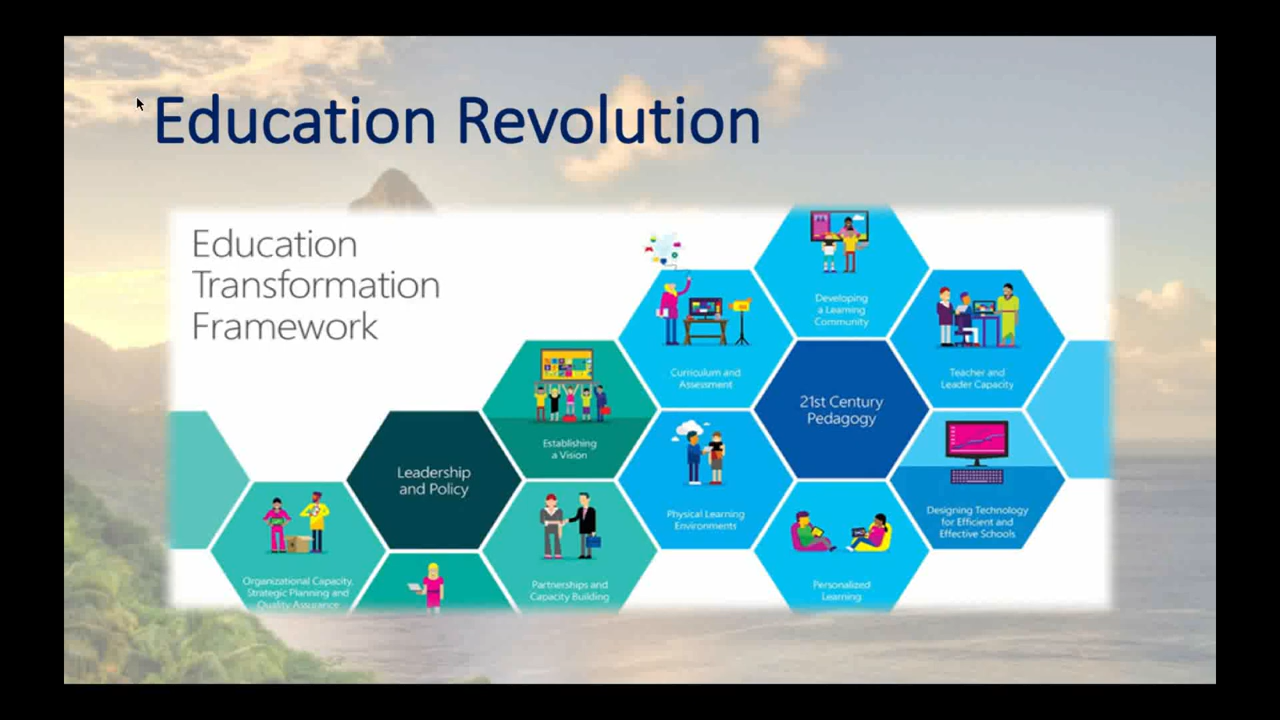 Education Revolution
Education
Transformation
Framework
Developing
a Learning
Community
Curriculum and
Assessment
Teacher and
Leader Capacity
21st Century
Pedagogy
Establishing
a Vision
Leadership
and Policy
Physical Learning
Environments
Designing Technology
for Efficient and
Effective Schools
Organizational Capacity,
Strategic Planning and
Quality Assurance
Partnerships and
Capacity Building
Personalized
Learning